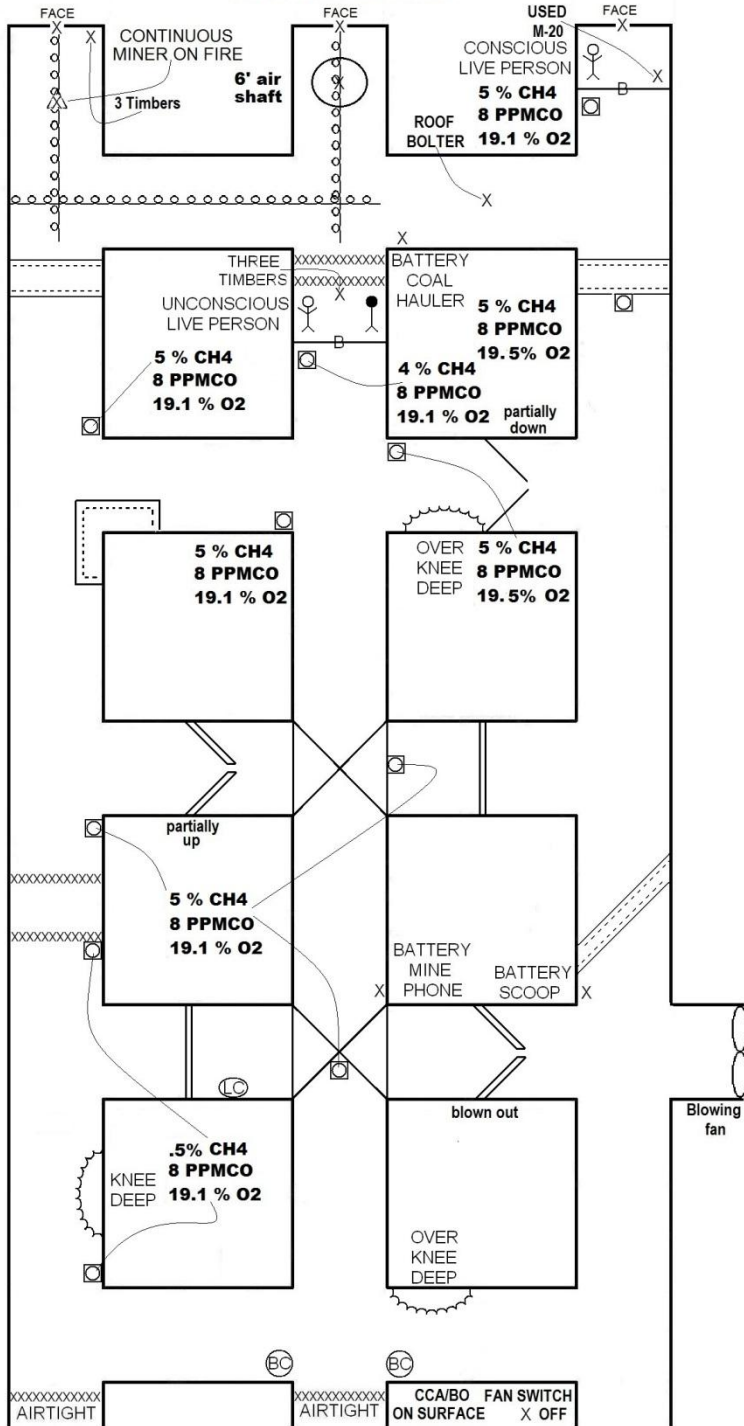 FACE
FACE
USED
M-20
FACE
CONTINUOUS
MINER ON FIRE
3 Timbers
6' air
shaft
CONSCIOUS
LIVE PERSON
5 % CH4
8 PPMCO
19.1 % O2
B
ROOF
BOLTER
X
X
X
X
X
X
X
X
THREE
TIMBERS
XXXXXXXXXX
XXXXXXXXXX
X
X
BATTERY
COAL
HAULER
UNCONSCIOUS
LIVE PERSON
B
5 % CH4
8 PPMCO
19.5% O2
5 % CH4
8 PPMCO
19.1 % O2
4 % CH4
8 PPMCO
19.1 % O2
partially
down
5 % CH4
8 PPMCO
19.1 % O2
OVER
KNEE
DEEP
5 % CH4
8 PPMCO
19.5% O2
partially
up
XXXXXXXXXX
XXXXXXXXXX
5 % CH4
8 PPMCO
19.1 % O2
X
BATTERY
MINE
PHONE
BATTERY
SCOOP
X
LC
blown out
Blowing
fan
KNEE
DEEP
.5% CH4
8 PPMCO
19.1 % O2
OVER
KNEE
DEEP
BC
BC
XXXXXXXXXX
AIRTIGHT
XXXXXXXXXX
AIRTIGHT
CCA/BO
ON SURFACE
FAN SWITCH
X OFF